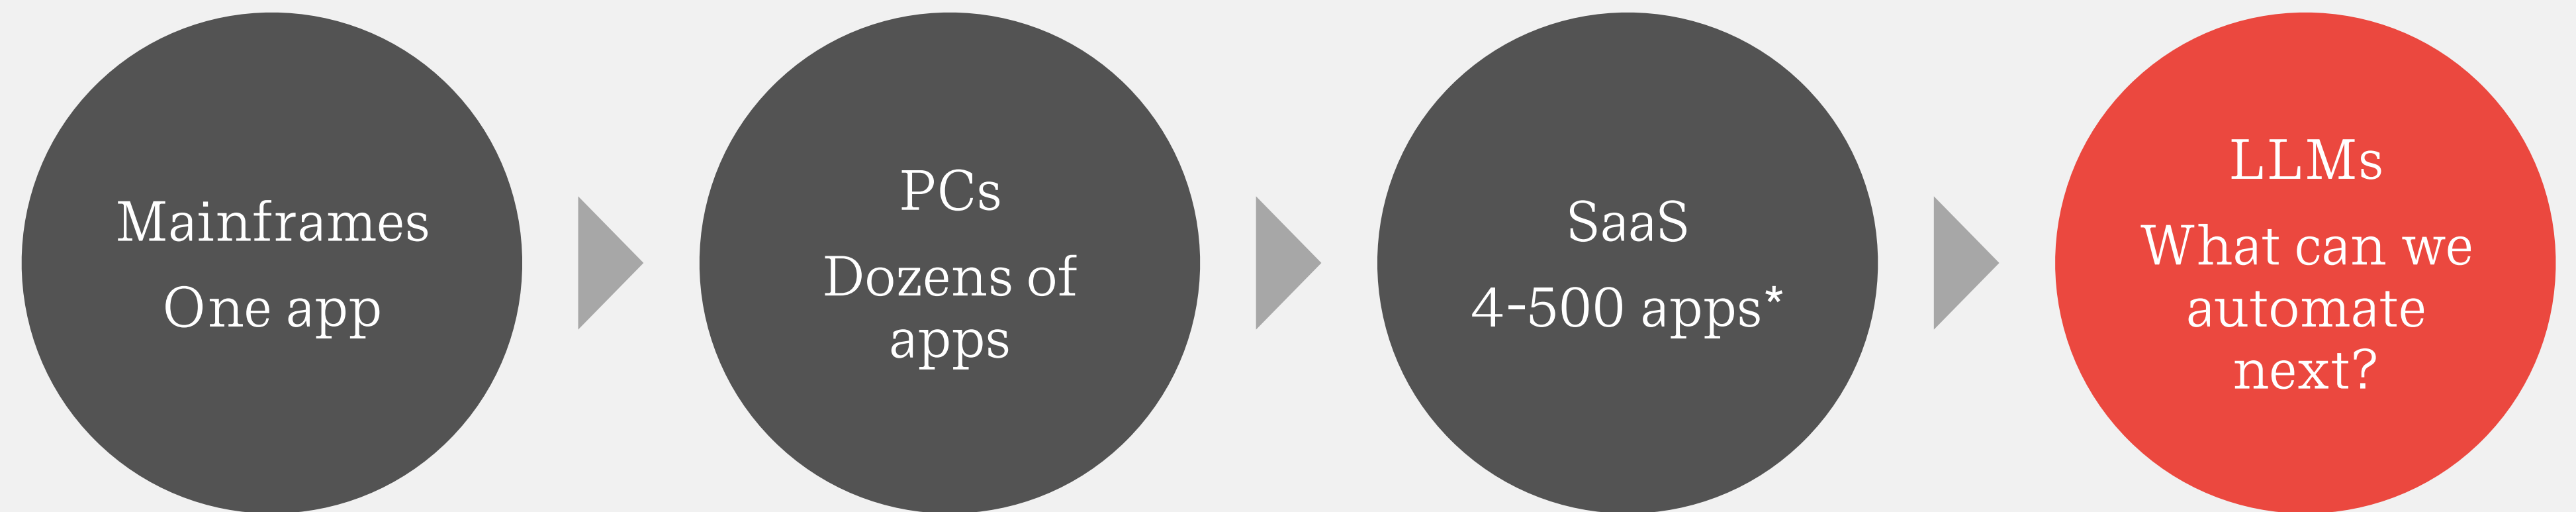 Mainframes
One app
PCs
Dozens of
apps
SaaS
4-500 apps*
LLMs
What can we
automate
next?